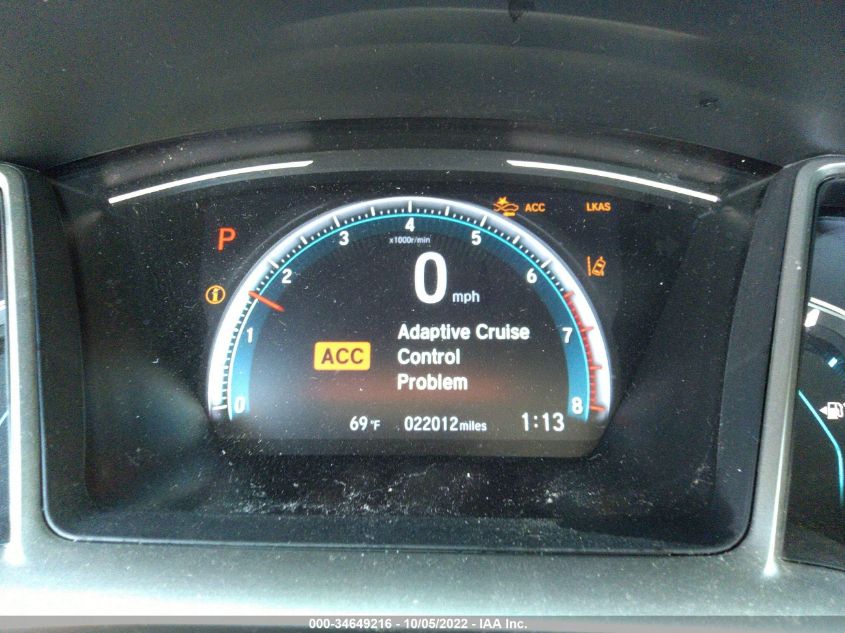 ACC LKAS
P
x1000r/min
0 1 2 3 4 5 6 7 8
0 mph
i
ACC
Adaptive Cruise
Control
Problem
69°F 022012 miles 1:13
000-34649216 - 10/05/2022 - IAA Inc.